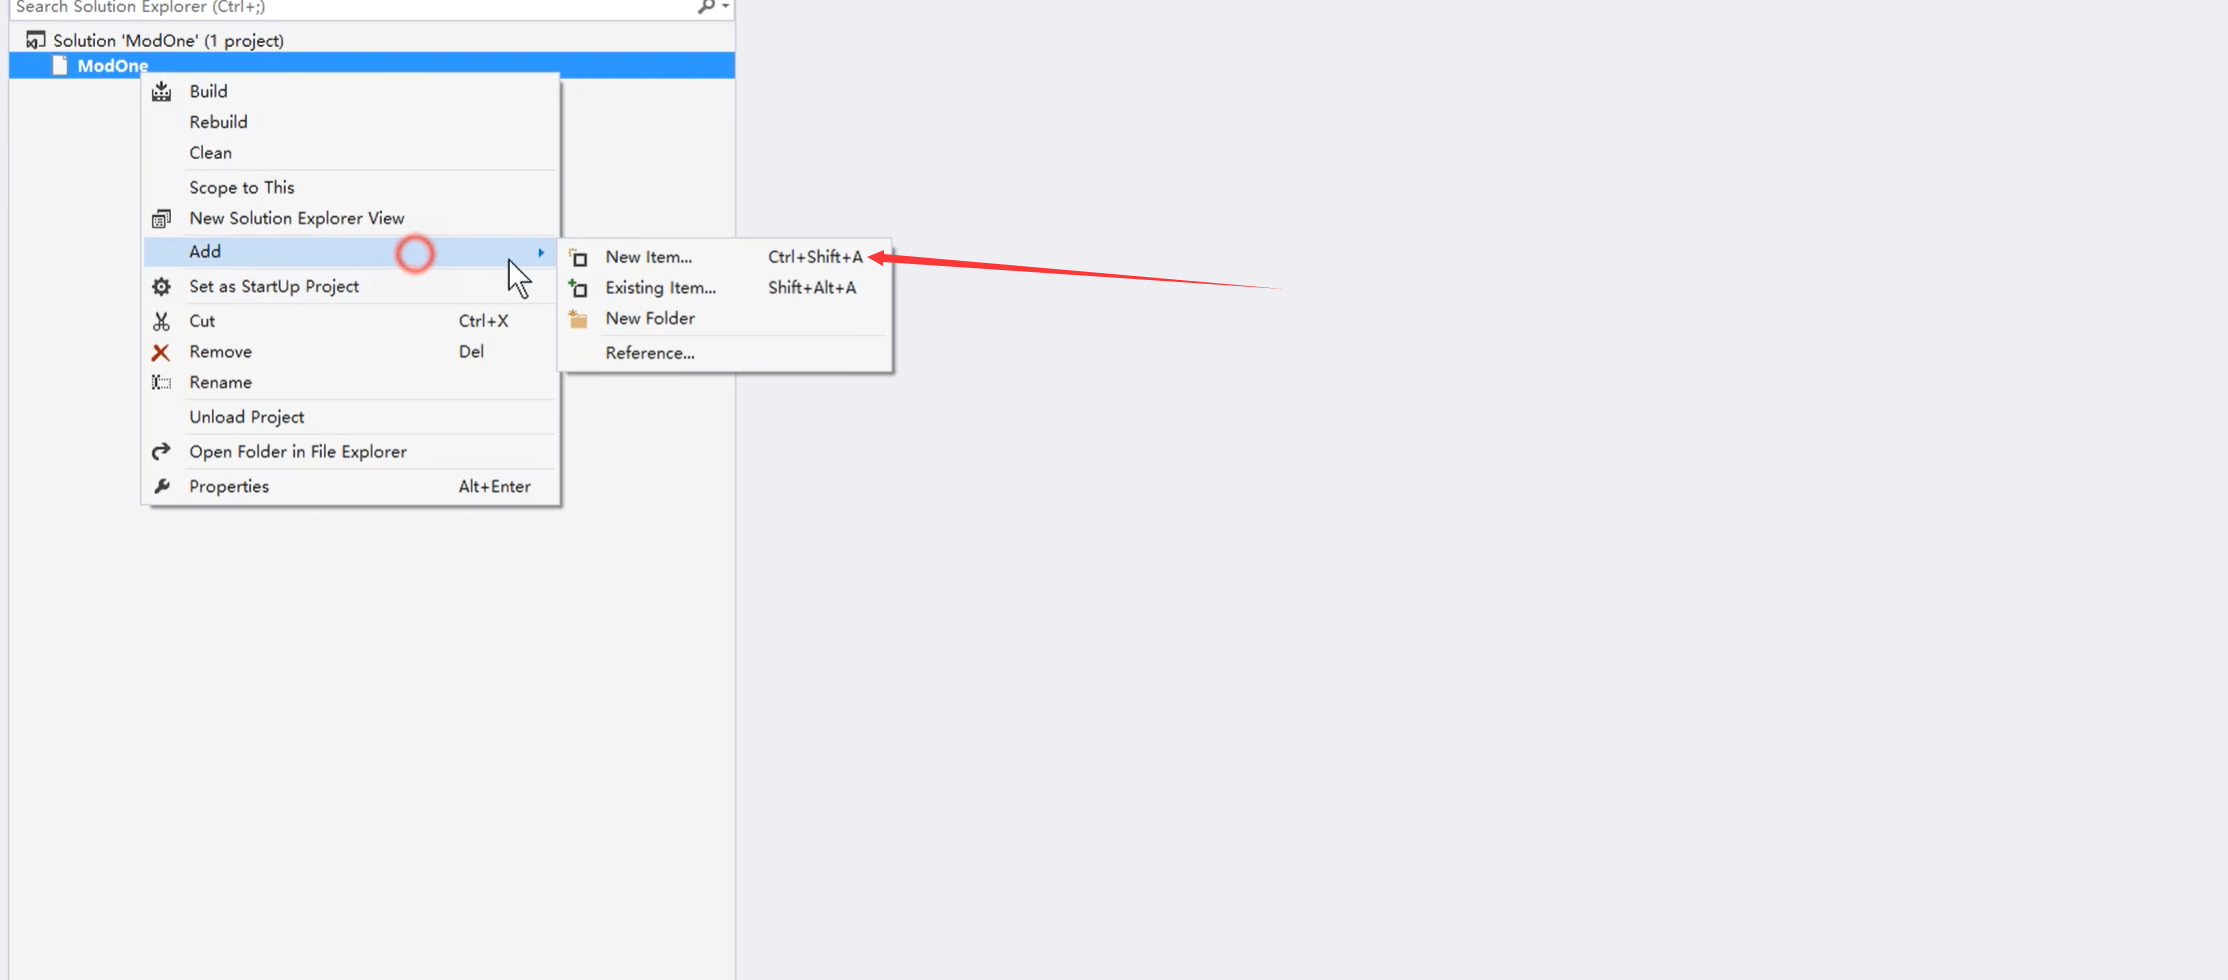 Search Solution Explorer (Ctrl+;)
Solution 'ModOne' (1 project)
ModOne
Build
Rebuild
Clean
Scope to This
New Solution Explorer View
Add
Set as StartUp Project
Cut Ctrl+X
Remove Del
Rename
Unload Project
Open Folder in File Explorer
Properties Alt+Enter
New Item... Ctrl+Shift+A
Existing Item... Shift+Alt+A
New Folder
Reference...